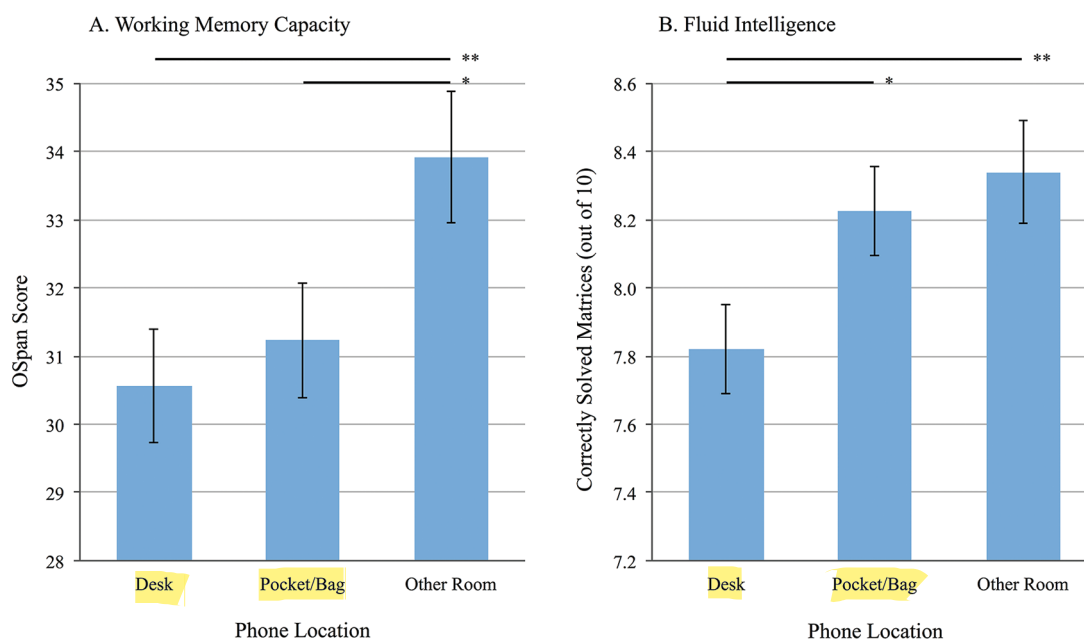 A. Working Memory Capacity
**
*
35
34
33
32
31
30
29
28
OSpan Score
Desk
Pocket/Bag
Other Room
Phone Location
B. Fluid Intelligence
**
*
8.6
8.4
8.2
8.0
7.8
7.6
7.4
7.2
Correctly Solved Matrices (out of 10)
Desk
Pocket/Bag
Other Room
Phone Location